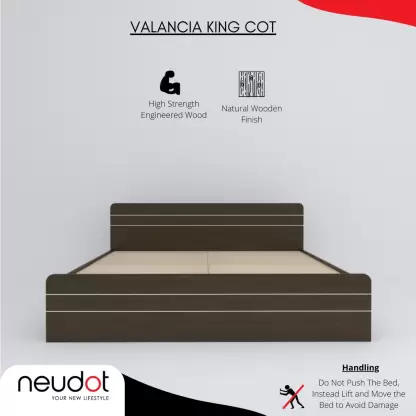 VALANCIA KING COT
High Strength
Engineered Wood
Natural Wooden
Finish
neudot
YOUR NEW LIFESTYLE
Handling
Do Not Push The Bed,
Instead Lift and Move the
Bed to Avoid Damage